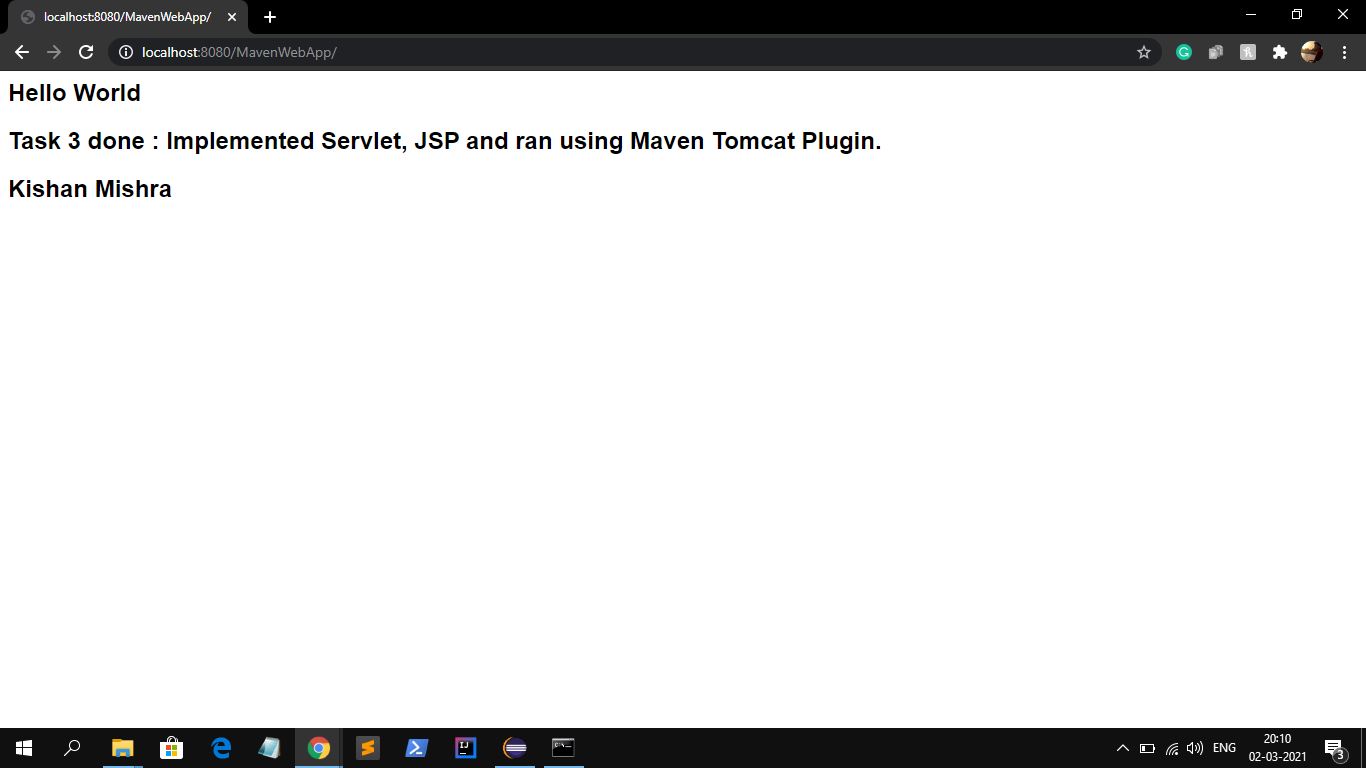 localhost:8080/MavenWebApp/
localhost:8080/MavenWebApp/
Hello World
Task 3 done : Implemented Servlet, JSP and ran using Maven Tomcat Plugin.
Kishan Mishra
ENG
20:10
02-03-2021
3